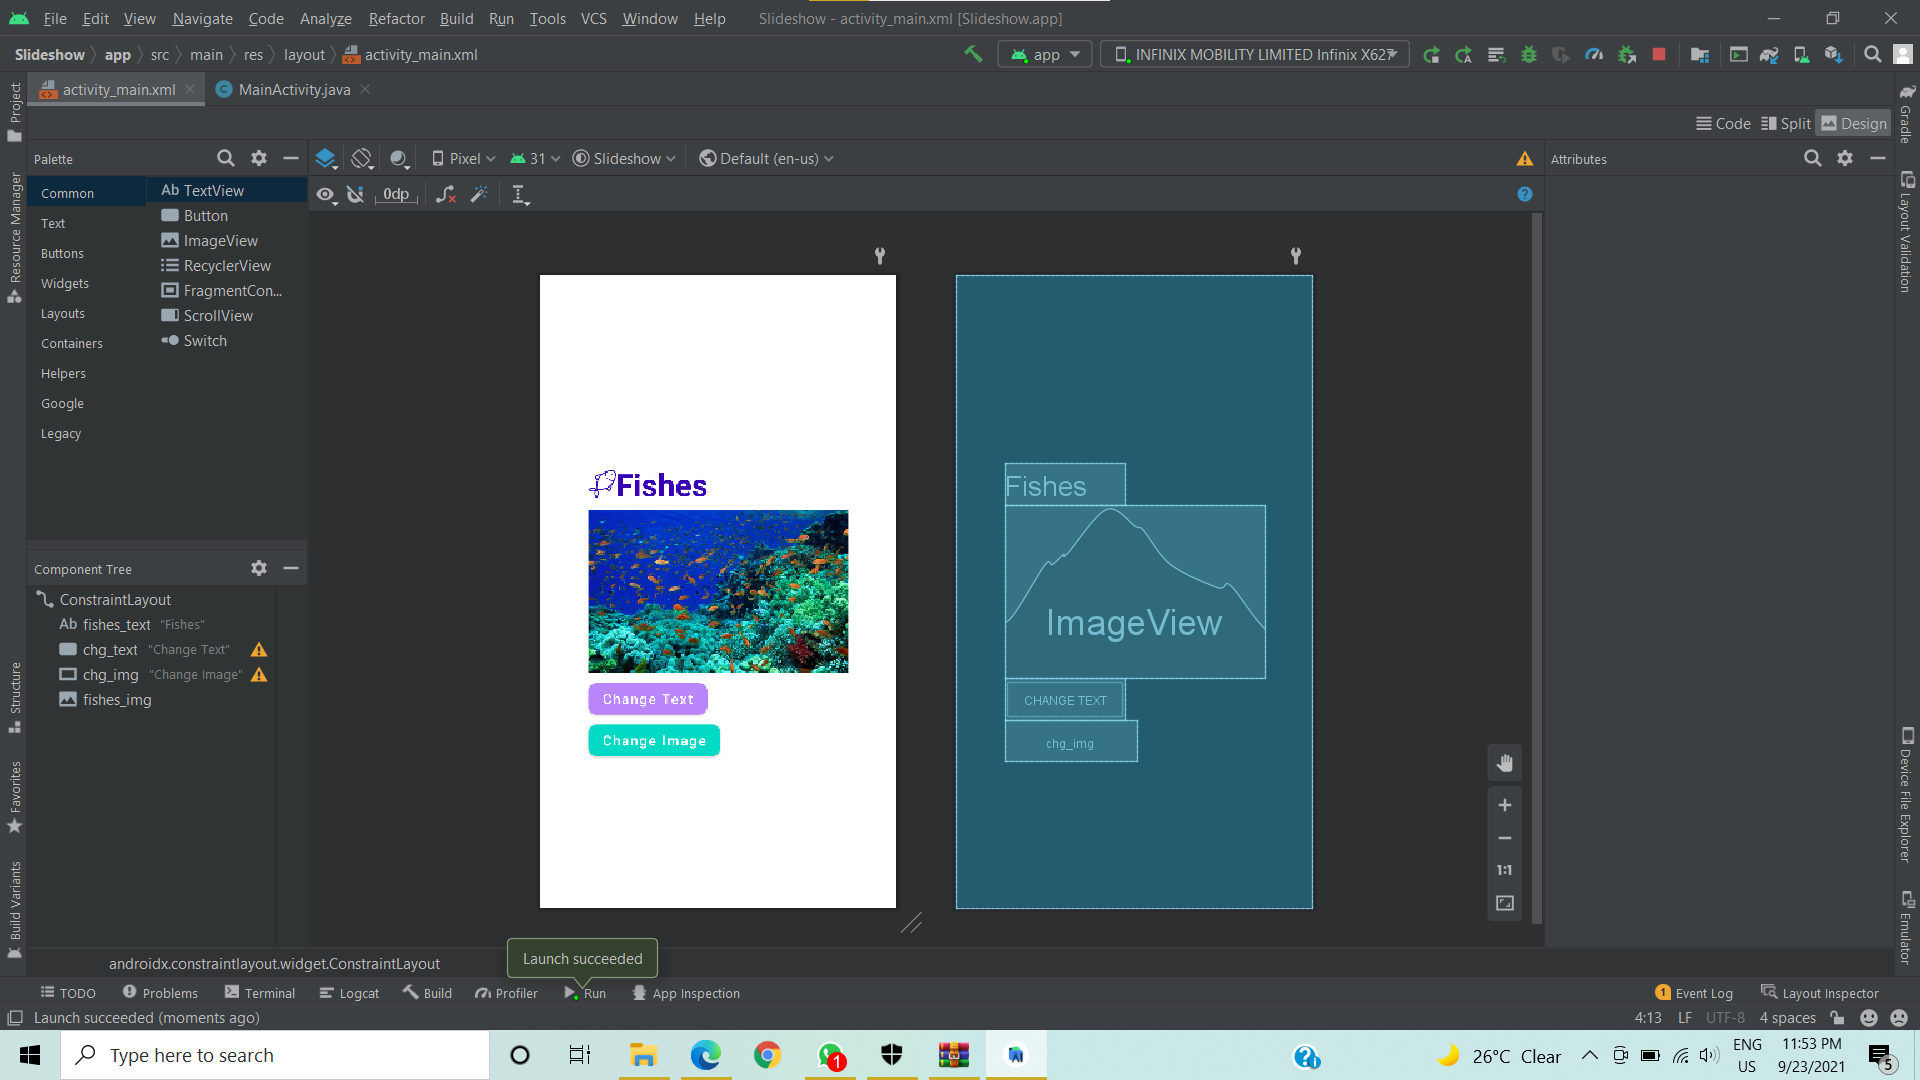 File Edit View Navigate Code Analyze Refactor Build Run Tools VCS Window Help Slideshow - activity_main.xml [Slideshow.app]
Slideshow app src main res layout activity_main.xml app INFINIX MOBILITY LIMITED Infinix X627
activity_main.xml MainActivity.java
Code Split Design
Palette Pixel 31 Slideshow Default (en-us) Attributes
0dp
Common
Text
Buttons
Widgets
Layouts
Containers
Helpers
Google
Legacy
Ab TextView
Button
ImageView
RecyclerView
FragmentCon...
ScrollView
Switch
Component Tree
ConstraintLayout
Ab fishes_text "Fishes"
chg_text "Change Text"
chg_img "Change Image"
fishes_img
Project
Resource Manager
Structure
Favorites
Build Variants
Fishes
Change Text
Change Image
Fishes
ImageView
CHANGE TEXT
chg_img
1:1
Gradle
Layout Validation
Device File Explorer
Emulator
androidx.constraintlayout.widget.ConstraintLayout
Launch succeeded
TODO Problems Terminal Logcat Build Profiler Run App Inspection 1 Event Log Layout Inspector
Launch succeeded (moments ago) 4:13 LF UTF-8 4 spaces
Type here to search 1 26°C Clear ENG US 11:53 PM 9/23/2021 5